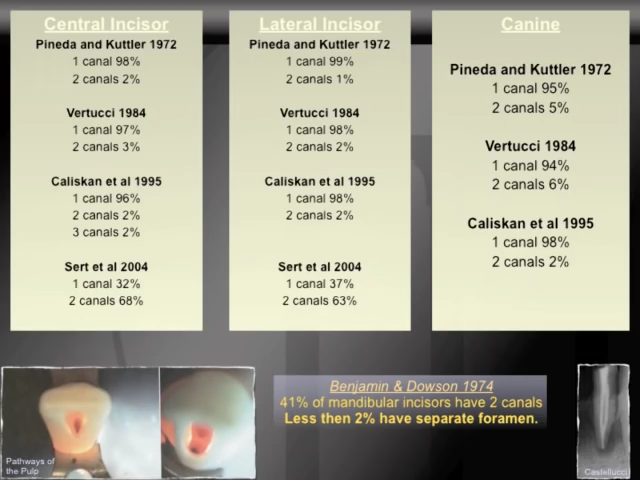 Central Incisor
Pineda and Kuttler 1972
1 canal 98%
2 canals 2%
Vertucci 1984
1 canal 97%
2 canals 3%
Caliskan et al 1995
1 canal 96%
2 canals 2%
3 canals 2%
Sert et al 2004
1 canal 32%
2 canals 68%
Lateral Incisor
Pineda and Kuttler 1972
1 canal 99%
2 canals 1%
Vertucci 1984
1 canal 98%
2 canals 2%
Caliskan et al 1995
1 canal 98%
2 canals 2%
Sert et al 2004
1 canal 37%
2 canals 63%
Canine
Pineda and Kuttler 1972
1 canal 95%
2 canals 5%
Vertucci 1984
1 canal 94%
2 canals 6%
Caliskan et al 1995
1 canal 98%
2 canals 2%
Pathways of
the Pulp
Benjamin & Dowson 1974
41% of mandibular incisors have 2 canals
Less then 2% have separate foramen.
Castellucci